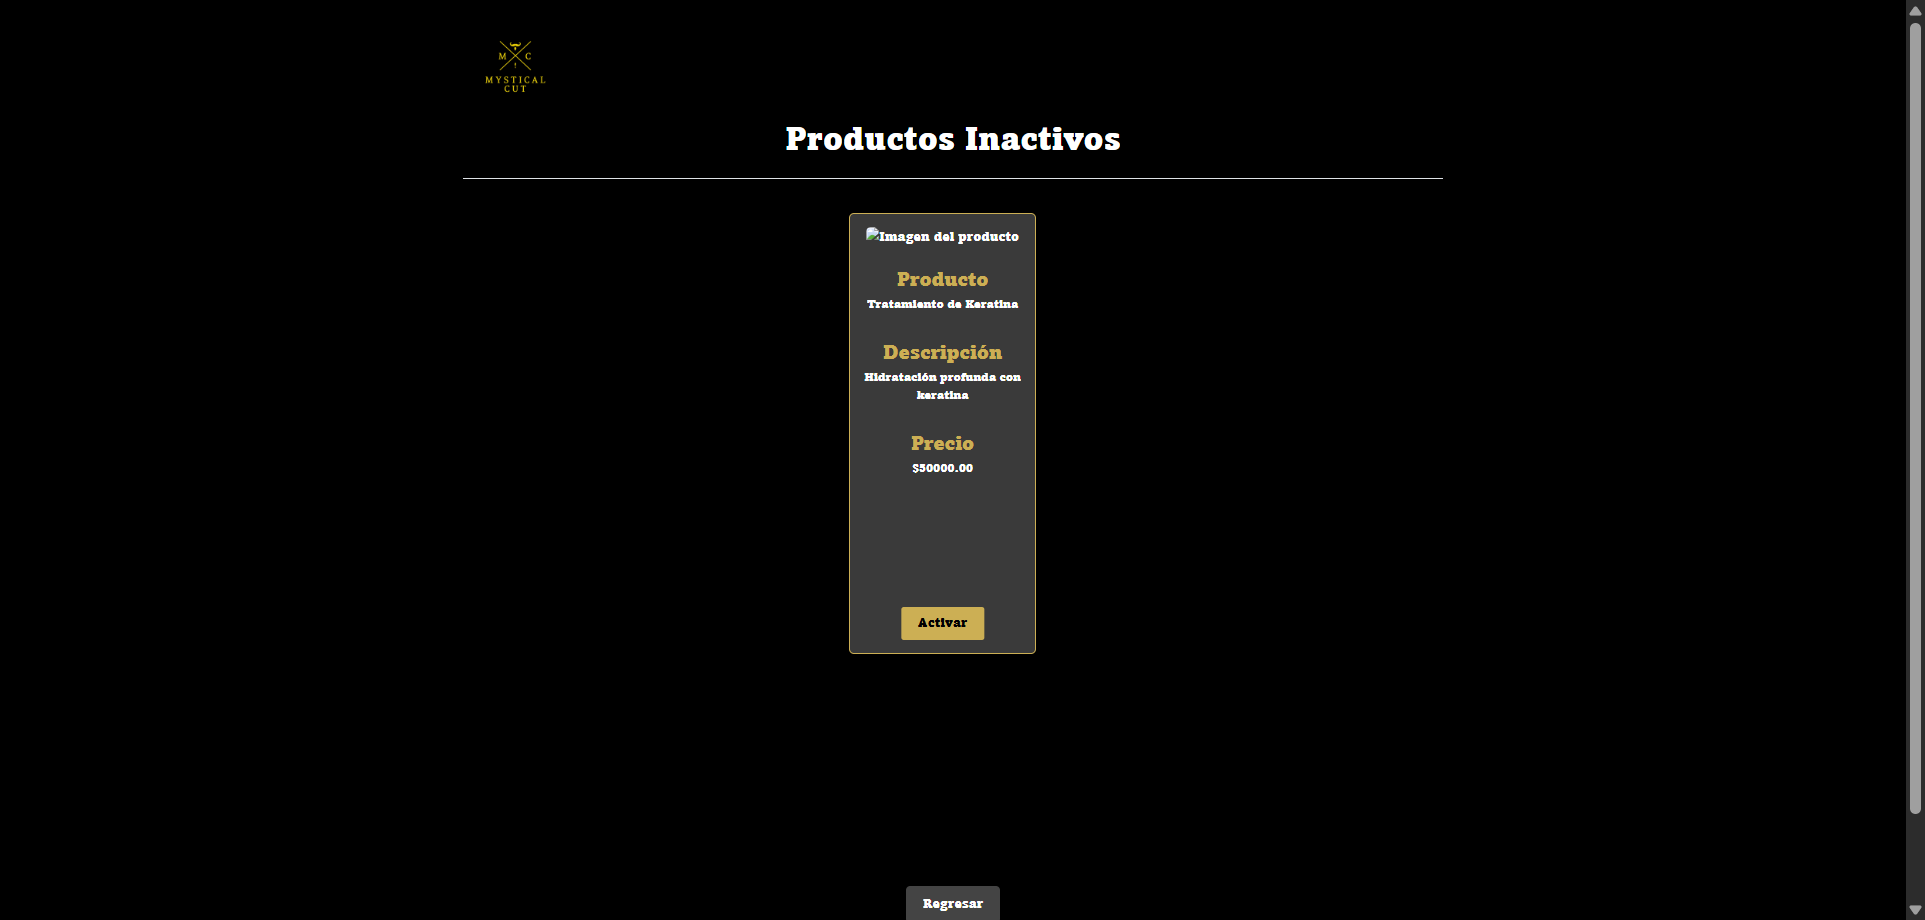 M C
MYSTICAL
CUT
Productos Inactivos
Imagen del producto
Producto
Tratamiento de Keratina
Descripción
Hidratación profunda con
keratina
Precio
$50000.00
Activar
Regresar